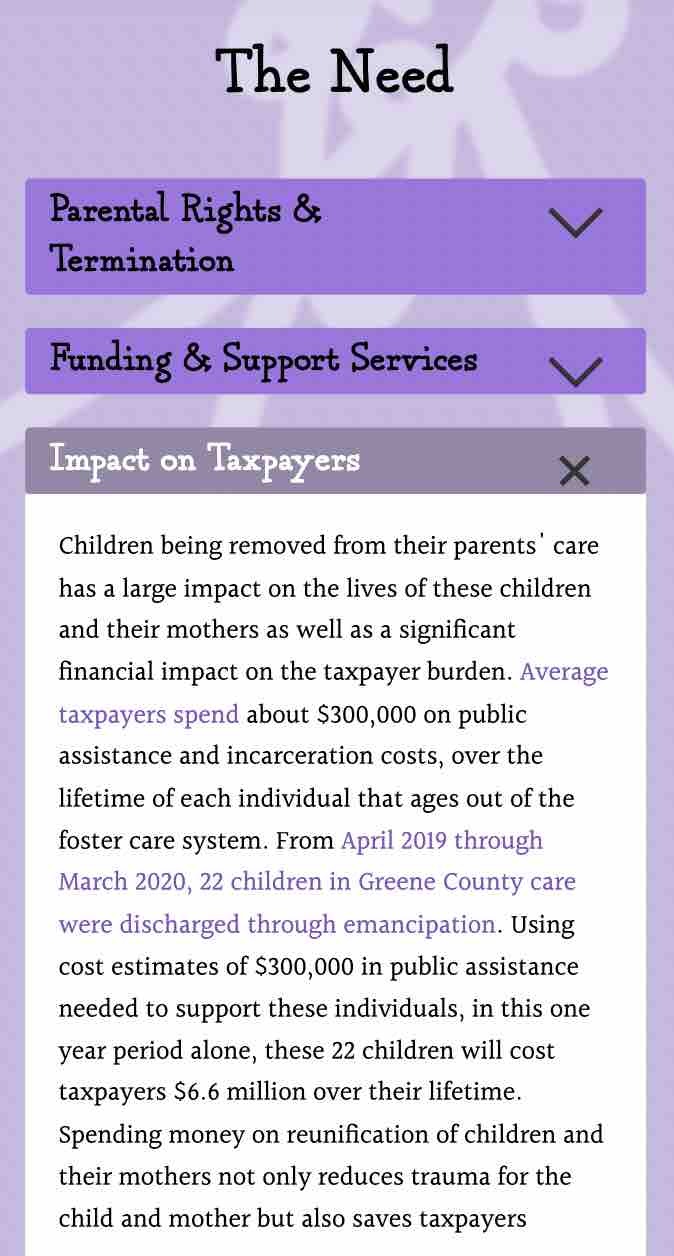 The Need
Parental Rights &
Termination
Funding & Support Services
Impact on Taxpayers
Children being removed from their parents' care
has a large impact on the lives of these children
and their mothers as well as a significant
financial impact on the taxpayer burden. Average
taxpayers spend about $300,000 on public
assistance and incarceration costs, over the
lifetime of each individual that ages out of the
foster care system. From April 2019 through
March 2020, 22 children in Greene County care
were discharged through emancipation. Using
cost estimates of $300,000 in public assistance
needed to support these individuals, in this one
year period alone, these 22 children will cost
taxpayers $6.6 million over their lifetime.
Spending money on reunification of children and
their mothers not only reduces trauma for the
child and mother but also saves taxpayers